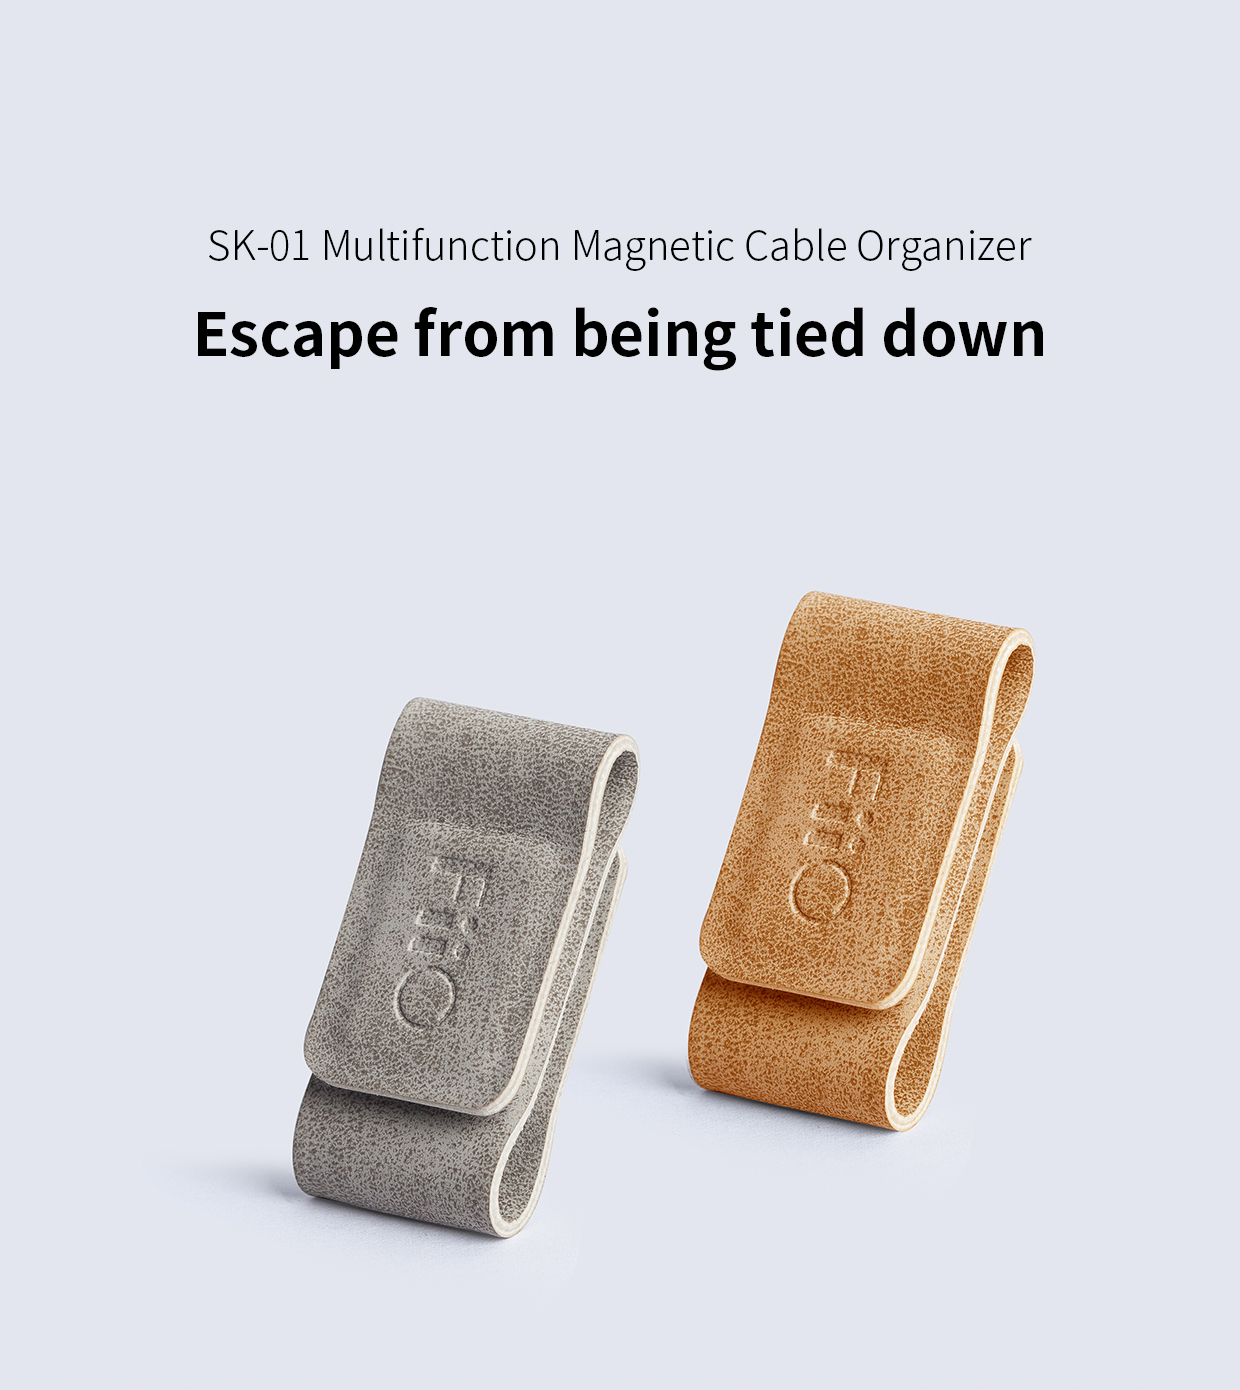 SK-01 Multifunction Magnetic Cable Organizer
Escape from being tied down
FiiO
FiiO